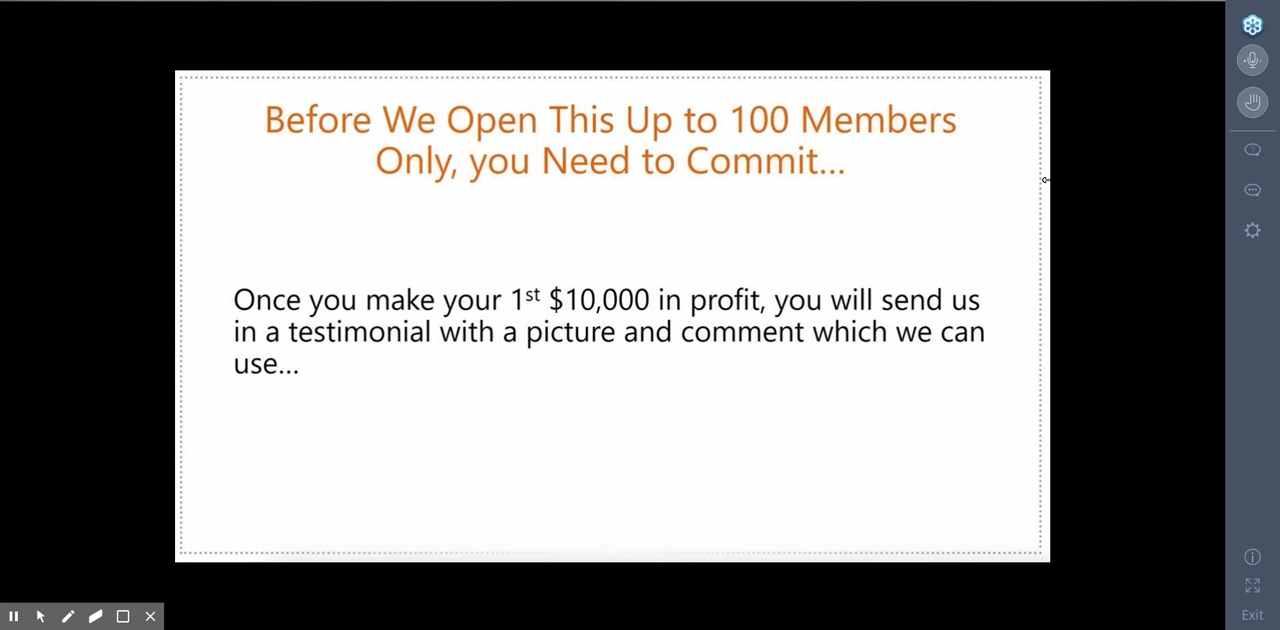 Before We Open This Up to 100 Members
Only, you Need to Commit...
Once you make your 1st $10,000 in profit, you will send us
in a testimonial with a picture and comment which we can
use...
Exit